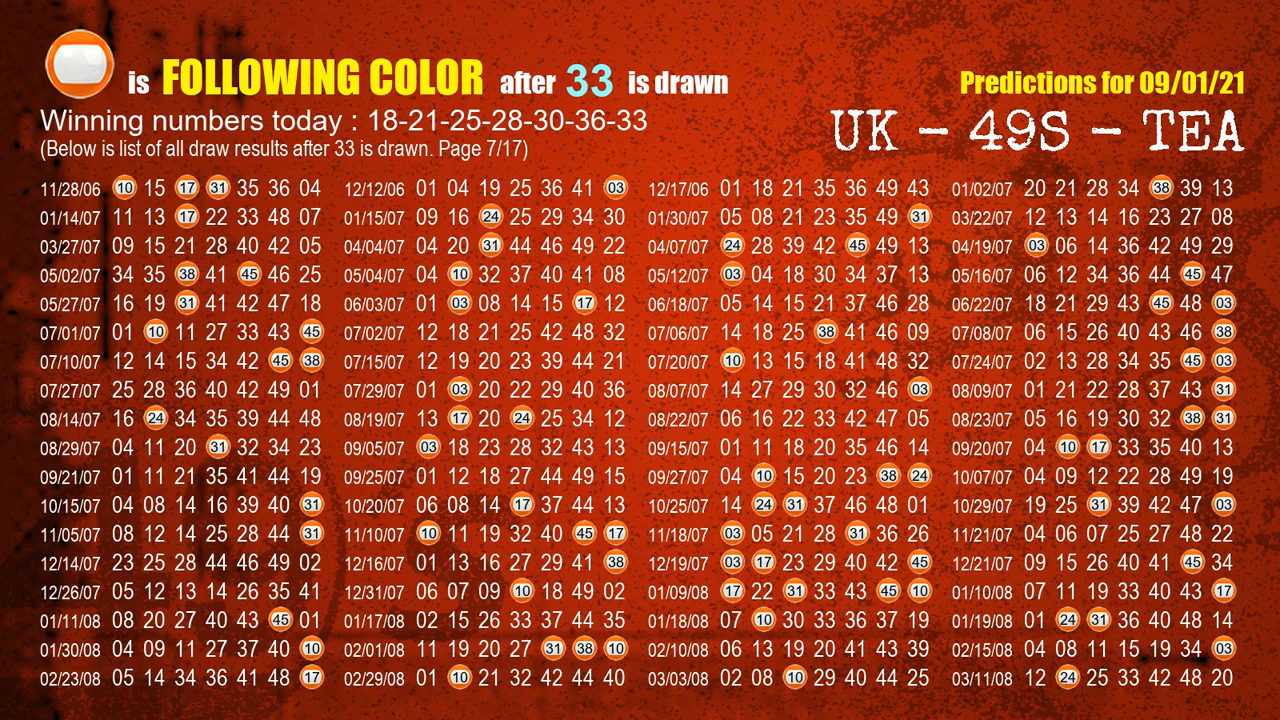 is FOLLOWING COLOR after 33 is drawn
Predictions for 09/01/21
Winning numbers today : 18-21-25-28-30-36-33
UK - 49S - TEA
(Below is list of all draw results after 33 is drawn. Page 7/17)
11/28/06 10 15 17 31 35 36 04 12/12/06 01 04 19 25 36 41 03 12/17/06 01 18 21 35 36 49 43 01/02/07 20 21 28 34 38 39 13
01/14/07 11 13 17 22 33 48 07 01/15/07 09 16 24 25 29 34 30 01/30/07 05 08 21 23 35 49 31 03/22/07 12 13 14 16 23 27 08
03/27/07 09 15 21 28 40 42 05 04/04/07 04 20 31 44 46 49 22 04/07/07 24 28 39 42 45 49 13 04/19/07 03 06 14 36 42 49 29
05/02/07 34 35 38 41 45 46 25 05/04/07 04 10 32 37 40 41 08 05/12/07 03 04 18 30 34 37 13 05/16/07 06 12 34 36 44 45 47
05/27/07 16 19 31 41 42 47 18 06/03/07 01 03 08 14 15 17 12 06/18/07 05 14 15 21 37 46 28 06/22/07 18 21 29 43 45 48 03
07/01/07 01 10 11 27 33 43 45 07/02/07 12 18 21 25 42 48 32 07/06/07 14 18 25 38 41 46 09 07/08/07 06 15 26 40 43 46 38
07/10/07 12 14 15 34 42 45 38 07/15/07 12 19 20 23 39 44 21 07/20/07 10 13 15 18 41 48 32 07/24/07 02 13 28 34 35 45 03
07/27/07 25 28 36 40 42 49 01 07/29/07 01 03 20 22 29 40 36 08/07/07 14 27 29 30 32 46 03 08/09/07 01 21 22 28 37 43 31
08/14/07 16 24 34 35 39 44 48 08/19/07 13 17 20 24 25 34 12 08/22/07 06 16 22 33 42 47 05 08/23/07 05 16 19 30 32 38 31
08/29/07 04 11 20 31 32 34 23 09/05/07 03 18 23 28 32 43 13 09/15/07 01 11 18 20 35 46 14 09/20/07 04 10 17 33 35 40 13
09/21/07 01 11 21 35 41 44 19 09/25/07 01 12 18 27 44 49 15 09/27/07 04 10 15 20 23 38 24 10/07/07 04 09 12 22 28 49 19
10/15/07 04 08 14 16 39 40 31 10/20/07 06 08 14 17 37 44 13 10/25/07 14 24 31 37 46 48 01 10/29/07 19 25 31 39 42 47 03
11/05/07 08 12 14 25 28 44 31 11/10/07 10 11 19 32 40 45 17 11/18/07 03 05 21 28 31 36 26 11/21/07 04 06 07 25 27 48 22
12/14/07 23 25 28 44 46 49 02 12/16/07 01 13 16 27 29 41 38 12/19/07 03 17 23 29 40 42 45 12/21/07 09 15 26 40 41 45 34
12/26/07 05 12 13 14 26 35 41 12/31/07 06 07 09 10 18 49 02 01/09/08 17 22 31 33 43 45 10 01/10/08 07 11 19 33 40 43 17
01/11/08 08 20 27 40 43 45 01 01/17/08 02 15 26 33 37 44 35 01/18/08 07 10 30 33 36 37 19 01/19/08 01 24 31 36 40 48 14
01/30/08 04 09 11 27 37 40 10 02/01/08 11 19 20 27 31 38 10 02/10/08 06 13 19 20 41 43 39 02/15/08 04 08 11 15 19 34 03
02/23/08 05 14 34 36 41 48 17 02/29/08 01 10 21 32 42 44 40 03/03/08 02 08 10 29 40 44 25 03/11/08 12 24 25 33 42 48 20